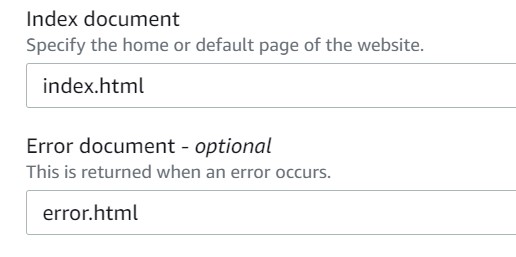 Index document
Specify the home or default page of the website.
index.html
Error document - optional
This is returned when an error occurs.
error.html